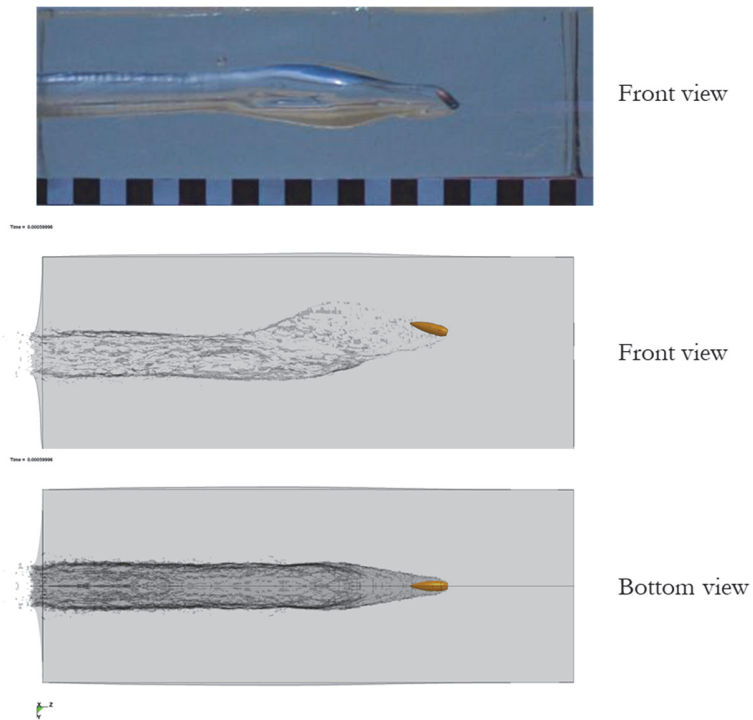 Front view
Time = 0.00059996
Front view
Time = 0.00059996
Bottom view
X Z
Y